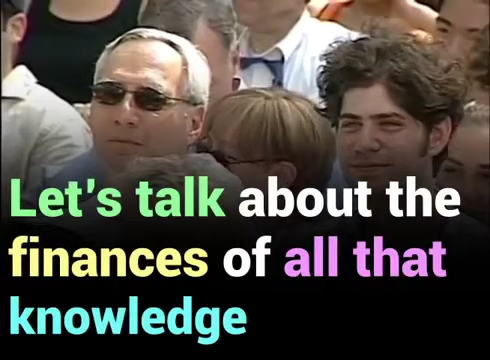 Let's talk about the
finances of all that
knowledge